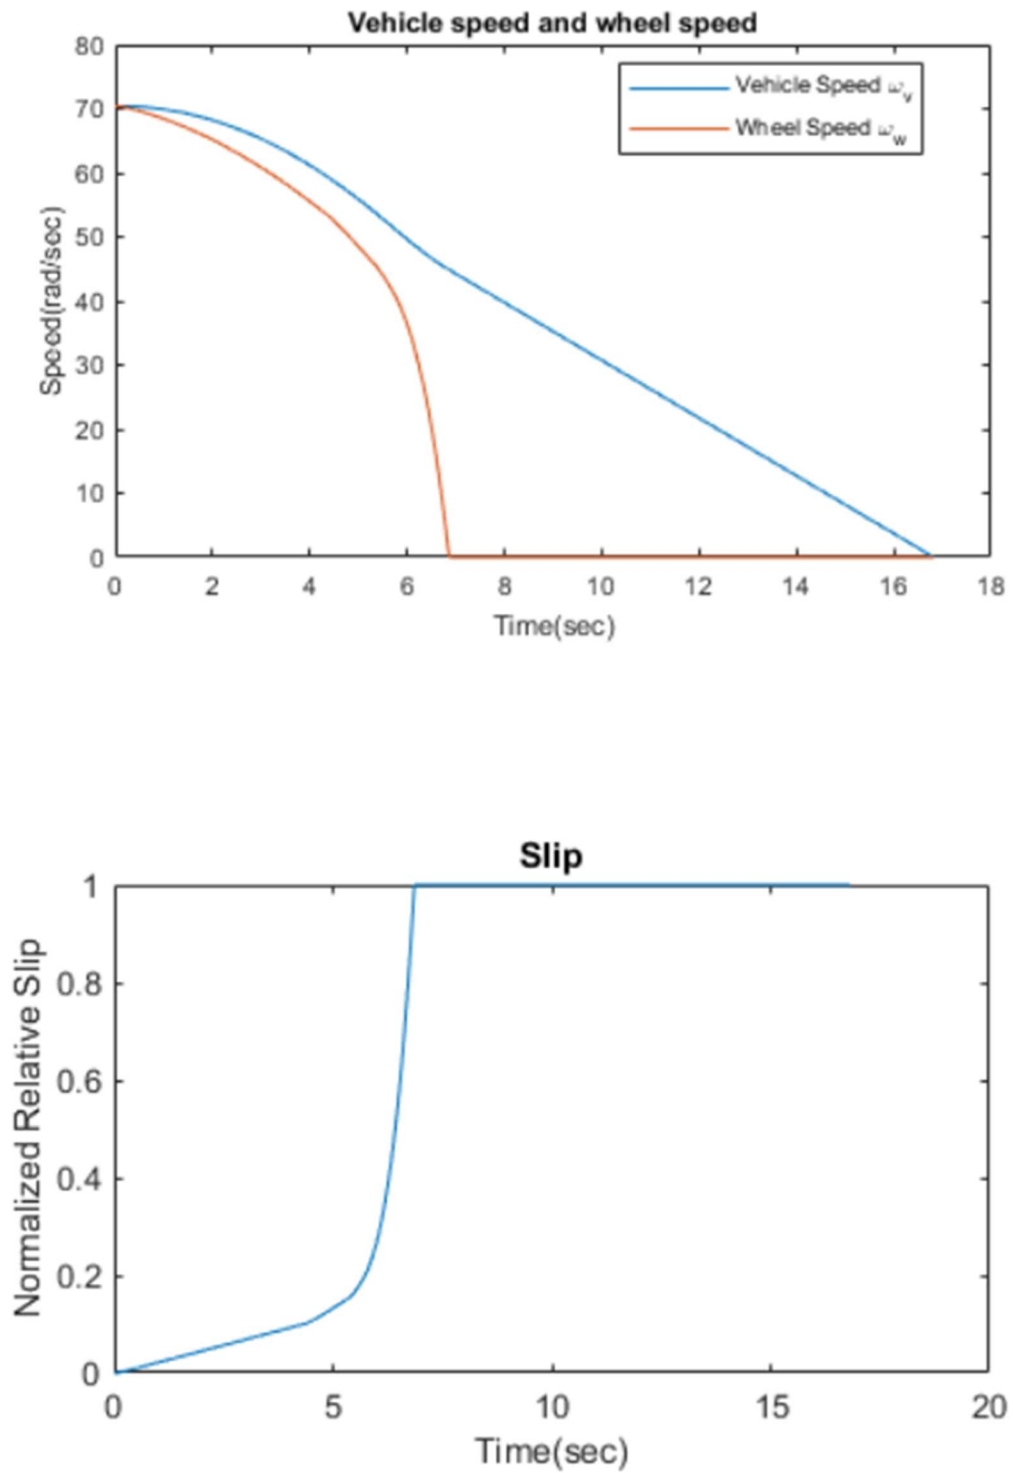 Vehicle speed and wheel speed
80
70
60
50
40
30
20
10
0
Speed(rad/sec)
Vehicle Speed ω_v
Wheel Speed ω_w
0 2 4 6 8 10 12 14 16 18
Time(sec)
Slip
1
0.8
0.6
0.4
0.2
0
Normalized Relative Slip
0 5 10 15 20
Time(sec)